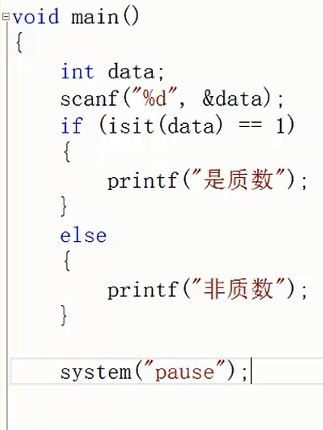 void main()
{
int data;
scanf("%d", &data);
if (isit(data) == 1)
{
printf("是质数");
}
else
{
printf("非质数");
}
system("pause");